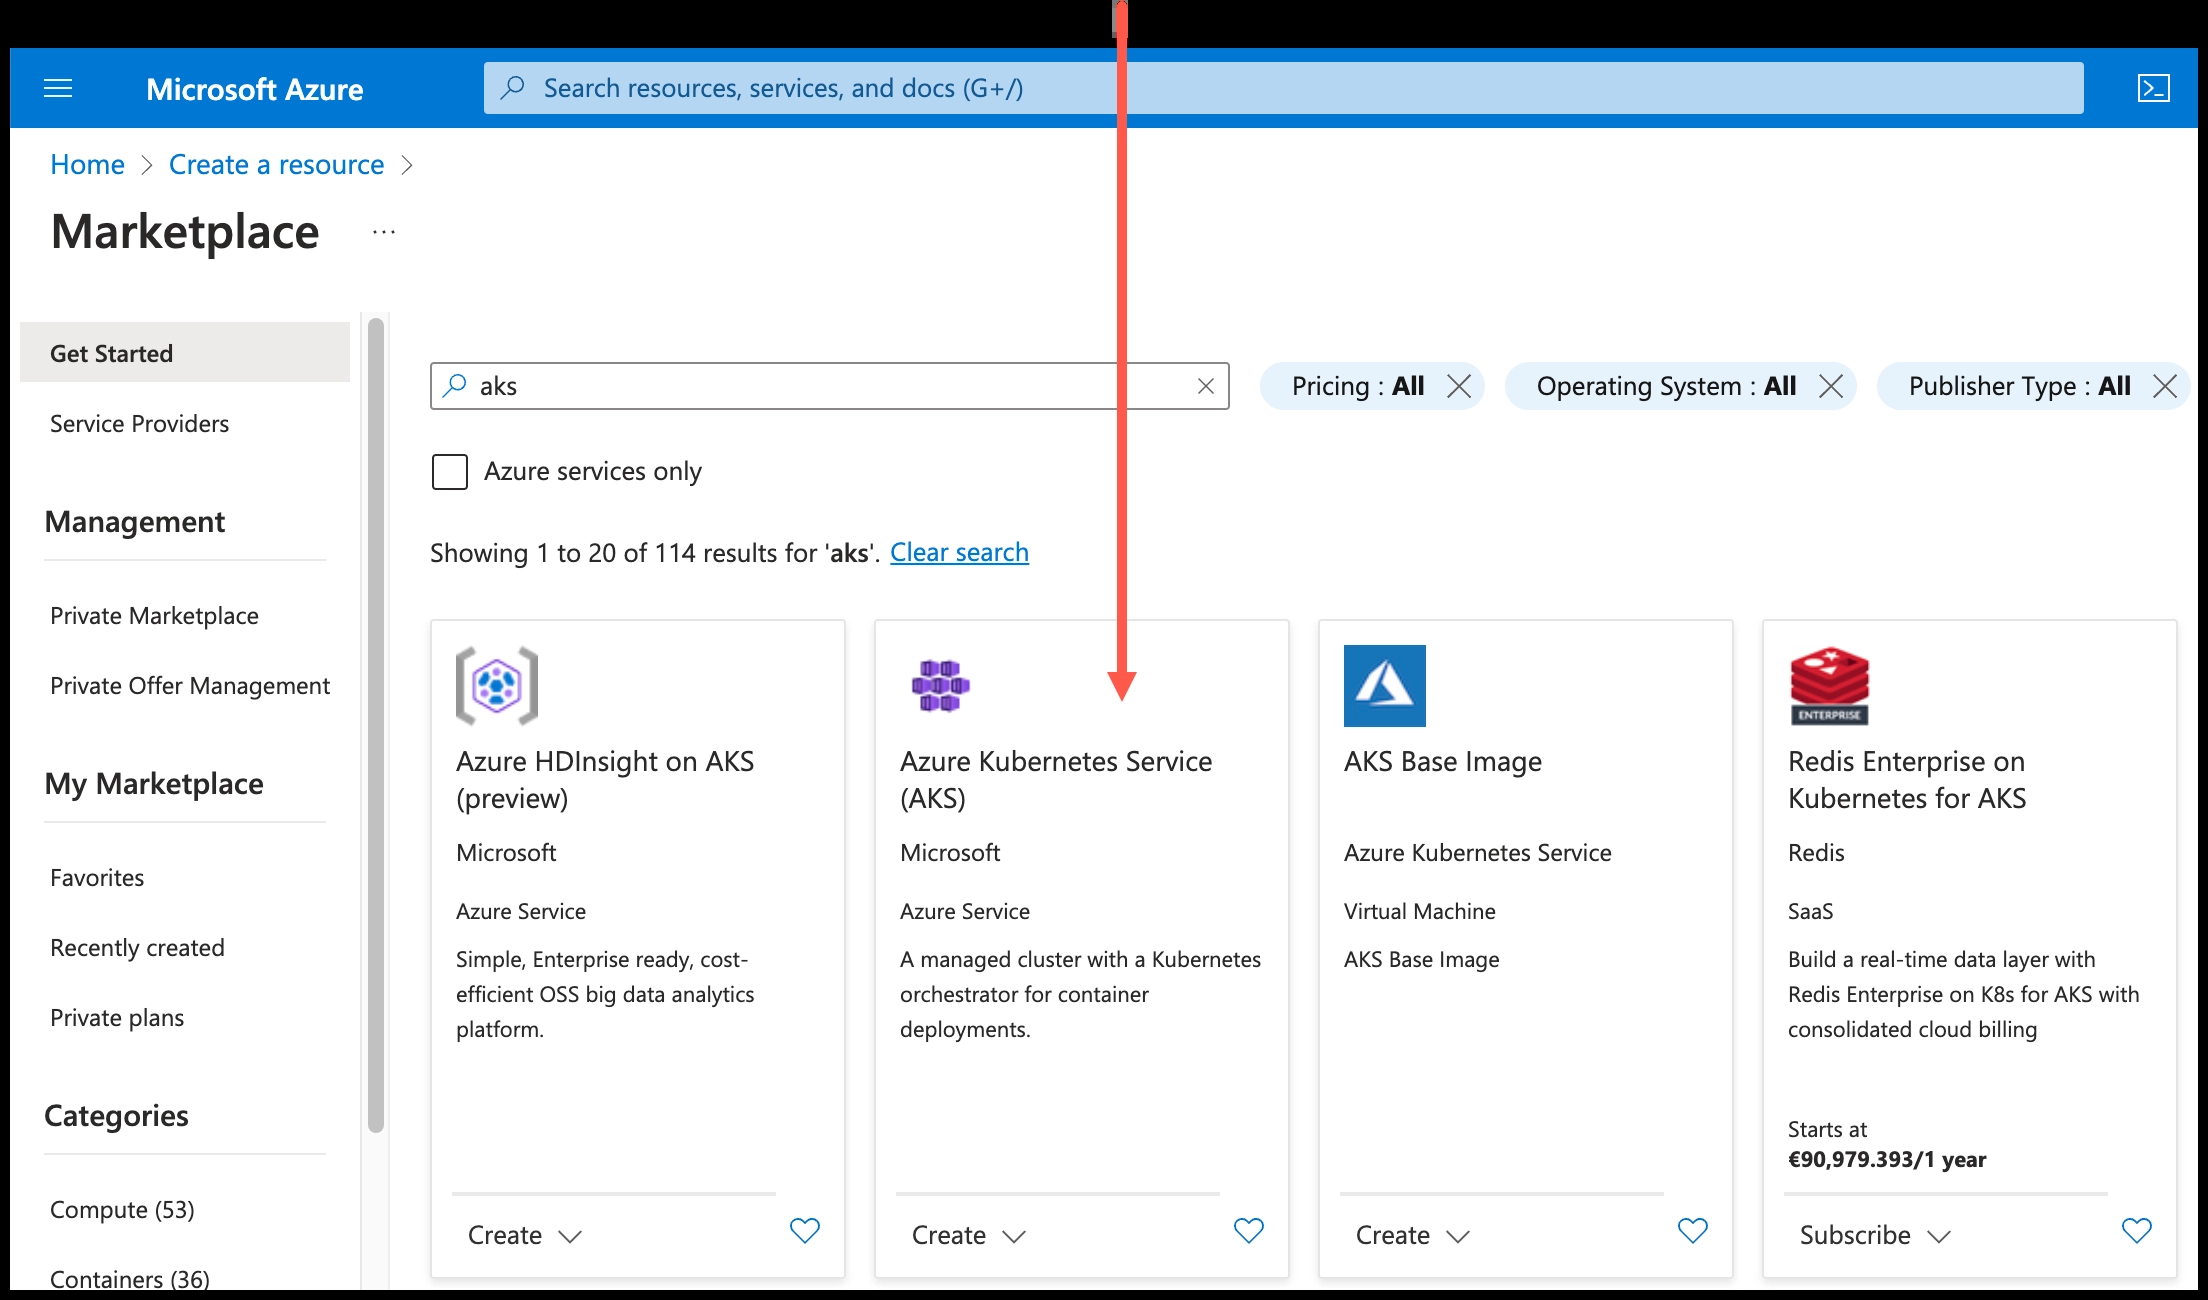 Microsoft Azure
Search resources, services, and docs (G+/)
Home > Create a resource >
Marketplace ...
Get Started
Service Providers
Management
Private Marketplace
Private Offer Management
My Marketplace
Favorites
Recently created
Private plans
Categories
Compute (53)
Containers (36)
aks
Pricing : All
Operating System : All
Publisher Type : All
Azure services only
Showing 1 to 20 of 114 results for 'aks'. Clear search
Azure HDInsight on AKS
(preview)
Microsoft
Azure Service
Simple, Enterprise ready, cost-
efficient OSS big data analytics
platform.
Create
Azure Kubernetes Service
(AKS)
Microsoft
Azure Service
A managed cluster with a Kubernetes
orchestrator for container
deployments.
Create
AKS Base Image
Azure Kubernetes Service
Virtual Machine
AKS Base Image
Create
ENTERPRISE
Redis Enterprise on
Kubernetes for AKS
Redis
SaaS
Build a real-time data layer with
Redis Enterprise on K8s for AKS with
consolidated cloud billing
Starts at
€90,979.393/1 year
Subscribe